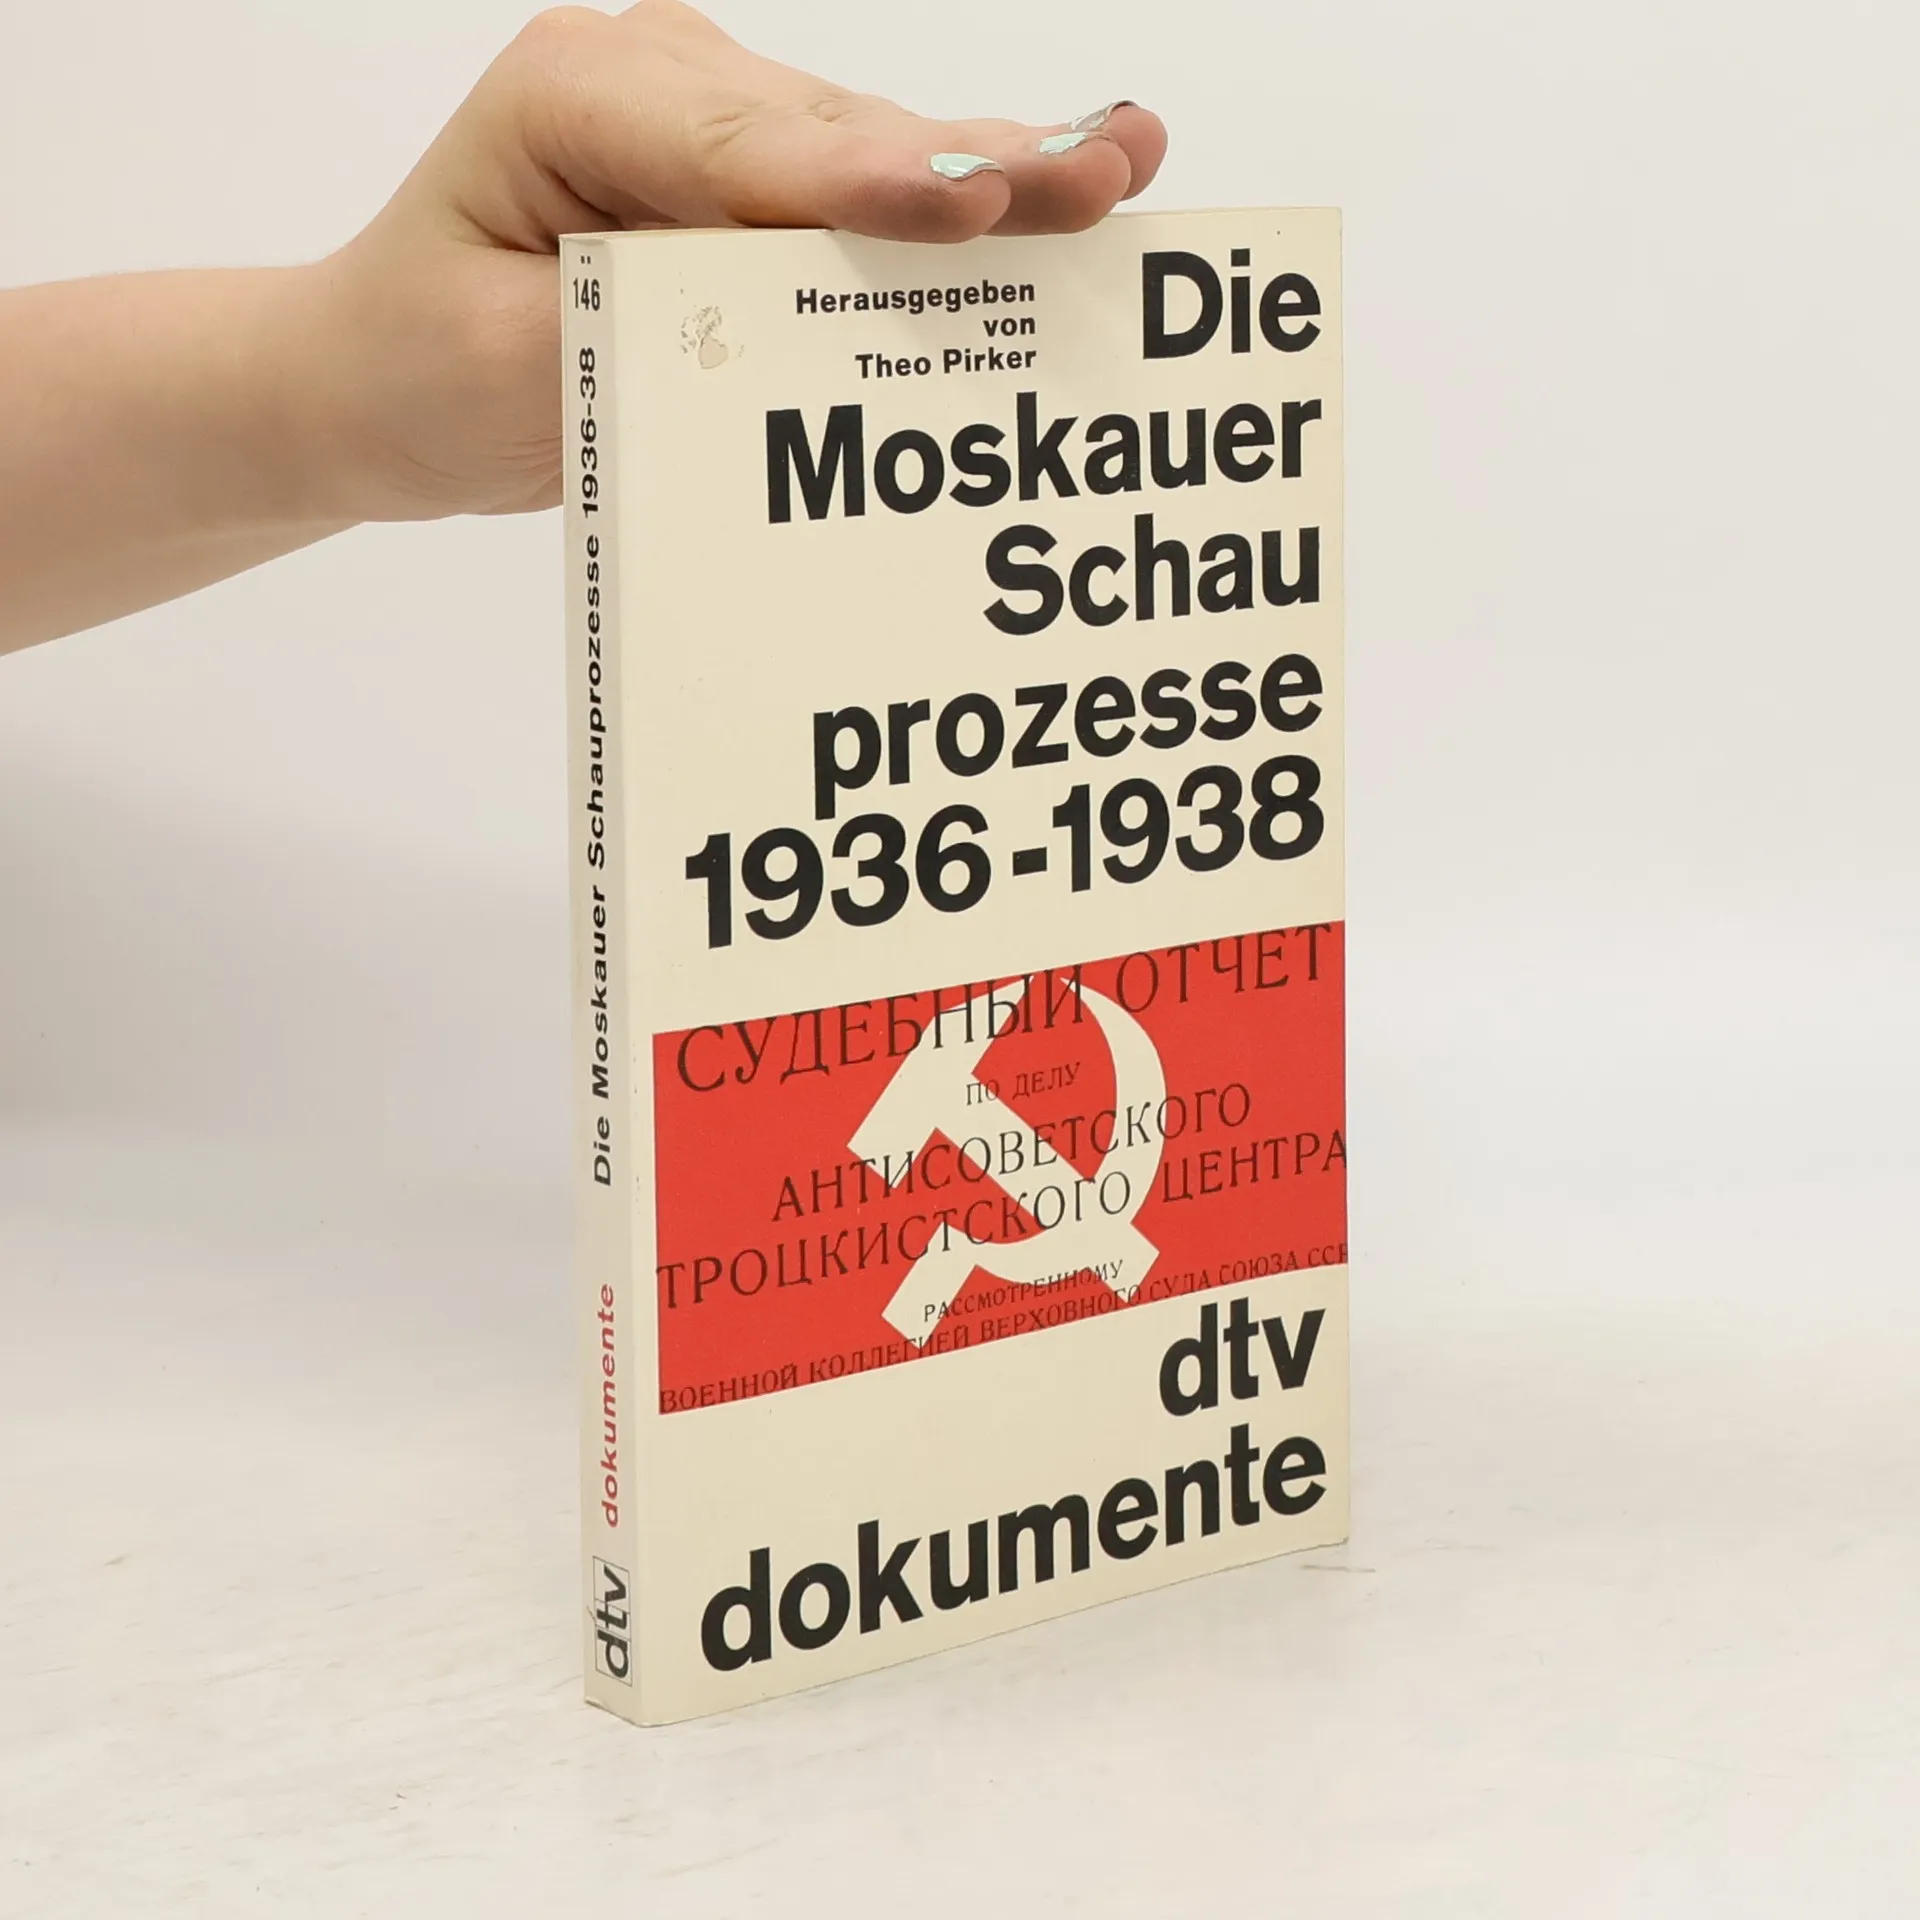 Herausgegeben
von
Theo Pirker
Die
Moskauer
Schau
prozesse
1936-1938
СУДЕБНЫЙ ОТЧЕТ
ПО ДЕЛУ
АНТИСОВЕТСКОГО
ТРОЦКИСТСКОГО ЦЕНТРА
РАССМОТРЕННОМУ
ВОЕННОЙ КОЛЛЕГИЕЙ ВЕРХОВНОГО СУДА СОЮЗА ССР
dtv
dokumente
146
Die Moskauer Schauprozesse 1936-38
dokumente
dtv